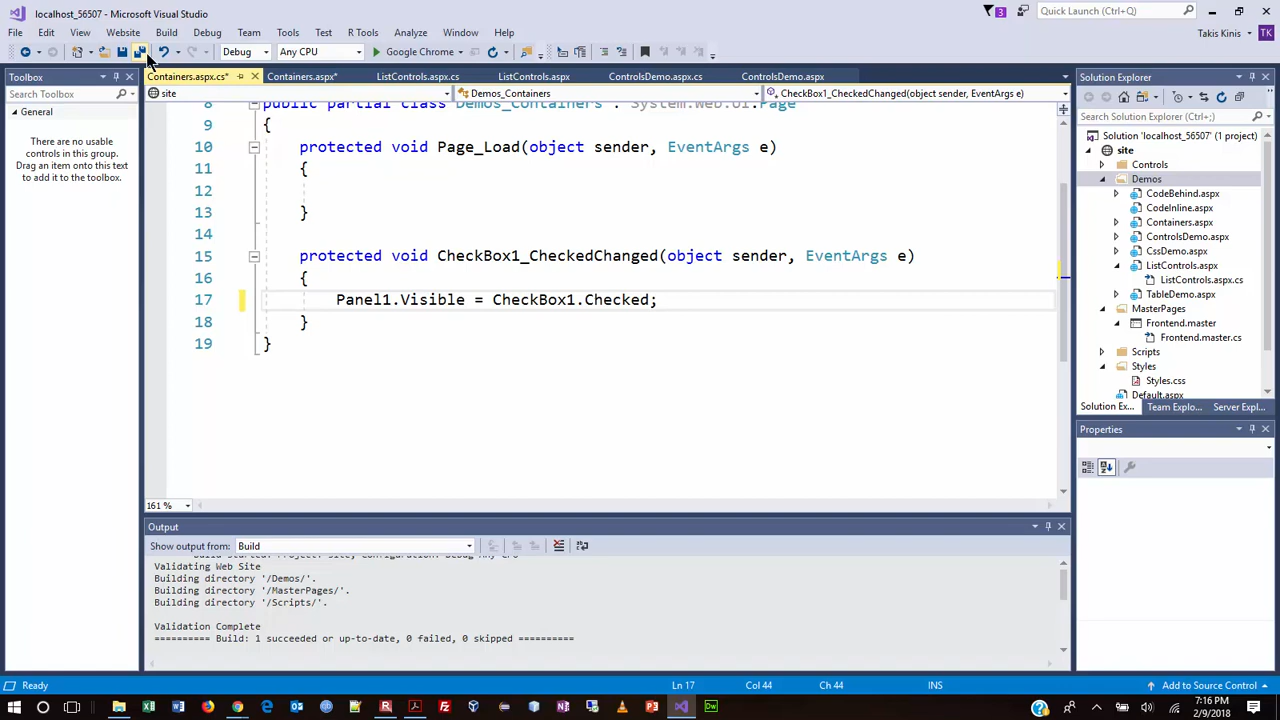 localhost_56507 - Microsoft Visual Studio
3
Quick Launch (Ctrl+Q)
File Edit View Website Build Debug Team Tools Test R Tools Analyze Window Help
Takis Kinis TK
Debug Any CPU Google Chrome
Toolbox
Containers.aspx.cs* Containers.aspx* ListControls.aspx.cs ListControls.aspx ControlsDemo.aspx.cs ControlsDemo.aspx
Solution Explorer
Search Toolbox
site Demos_Containers CheckBox1_CheckedChanged(object sender, EventArgs e)
General
There are no usable
controls in this group.
Drag an item onto this text
to add it to the toolbox.
8 public partial class Demos_Containers : System.Web.UI.Page
9 {
10 protected void Page_Load(object sender, EventArgs e)
11 {
12
13 }
14
15 protected void CheckBox1_CheckedChanged(object sender, EventArgs e)
16 {
17 Panel1.Visible = CheckBox1.Checked;
18 }
19 }
161 %
Search Solution Explorer (Ctrl+;)
Solution 'localhost_56507' (1 project)
site
Controls
Demos
CodeBehind.aspx
CodeInline.aspx
Containers.aspx
ControlsDemo.aspx
CssDemo.aspx
ListControls.aspx
ListControls.aspx.cs
TableDemo.aspx
MasterPages
Frontend.master
Frontend.master.cs
Scripts
Styles
Styles.css
Default.aspx
Solution Ex... Team Explo... Server Expl...
Properties
Output
Show output from: Build
Validating Web Site
Building directory '/Demos/'.
Building directory '/MasterPages/'.
Building directory '/Scripts/'.
Validation Complete
========== Build: 1 succeeded or up-to-date, 0 failed, 0 skipped ==========
Ready Ln 17 Col 44 Ch 44 INS Add to Source Control
7:16 PM
2/9/2018